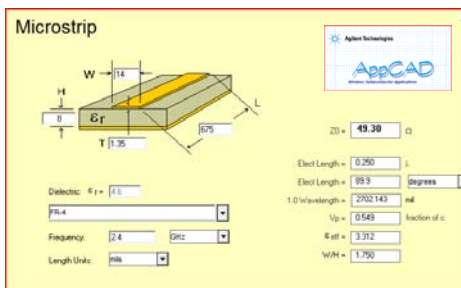 Microstrip
Agilent Technologies
AppCAD
W 14
H
8
εr
L
675
T 1.35
Z0 = 49.30 Ω
Elect Length = 0.250 L
Elect Length = 89.9 degrees
1.0 Wavelength = 2702.143 mil
Vp = 0.549 fraction of c
εeff = 3.312
W/H = 1.750
Dielectric: εr = 4.6
FR-4
Frequency: 2.4 GHz
Length Units: mils